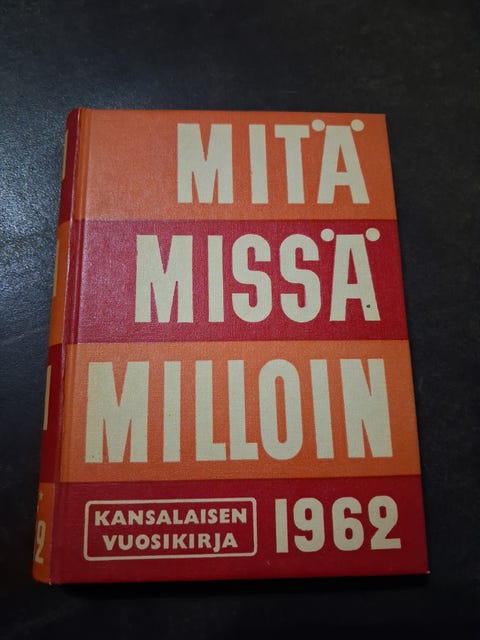 MITÄ
MISSÄ
MILLOIN
KANSALAISEN
VUOSIKIRJA
1962